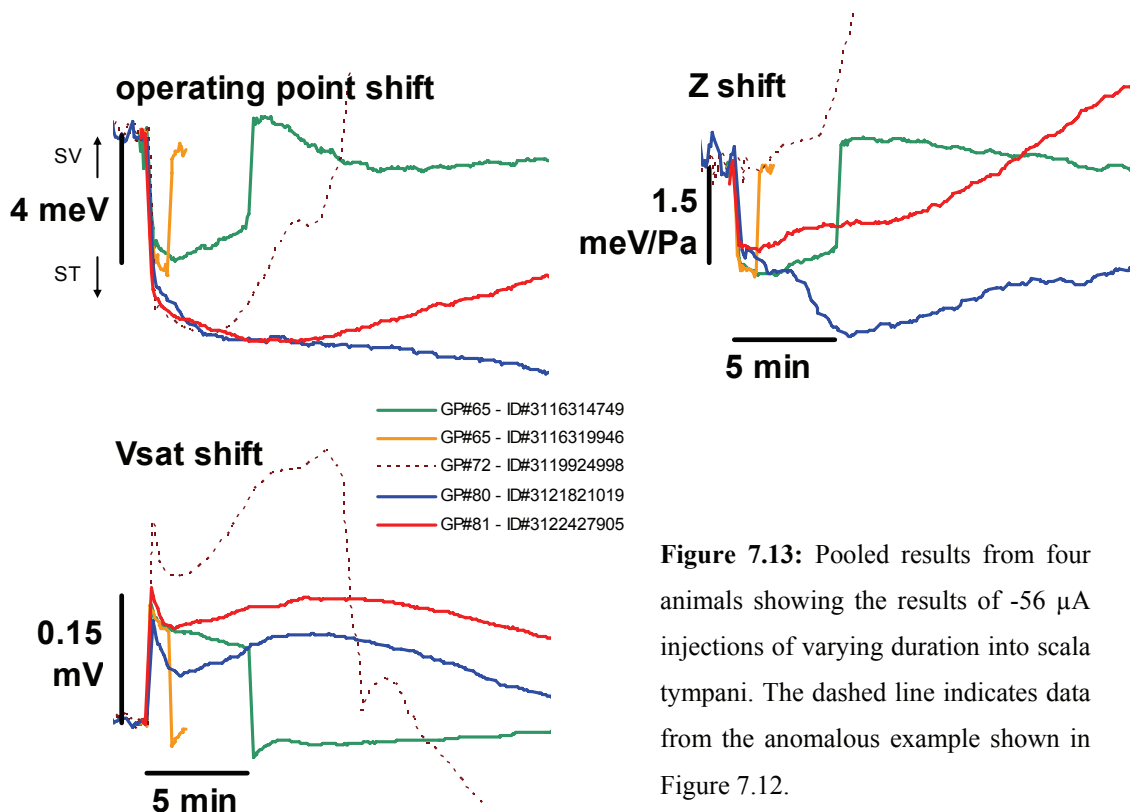 operating point shift
SV
4 meV
ST
Z shift
1.5
meV/Pa
5 min
Vsat shift
0.15
mV
5 min
GP#65 - ID#3116314749
GP#65 - ID#3116319946
GP#72 - ID#3119924998
GP#80 - ID#3121821019
GP#81 - ID#3122427905
Figure 7.13: Pooled results from four
animals showing the results of -56 µA
injections of varying duration into scala
tympani. The dashed line indicates data
from the anomalous example shown in
Figure 7.12.